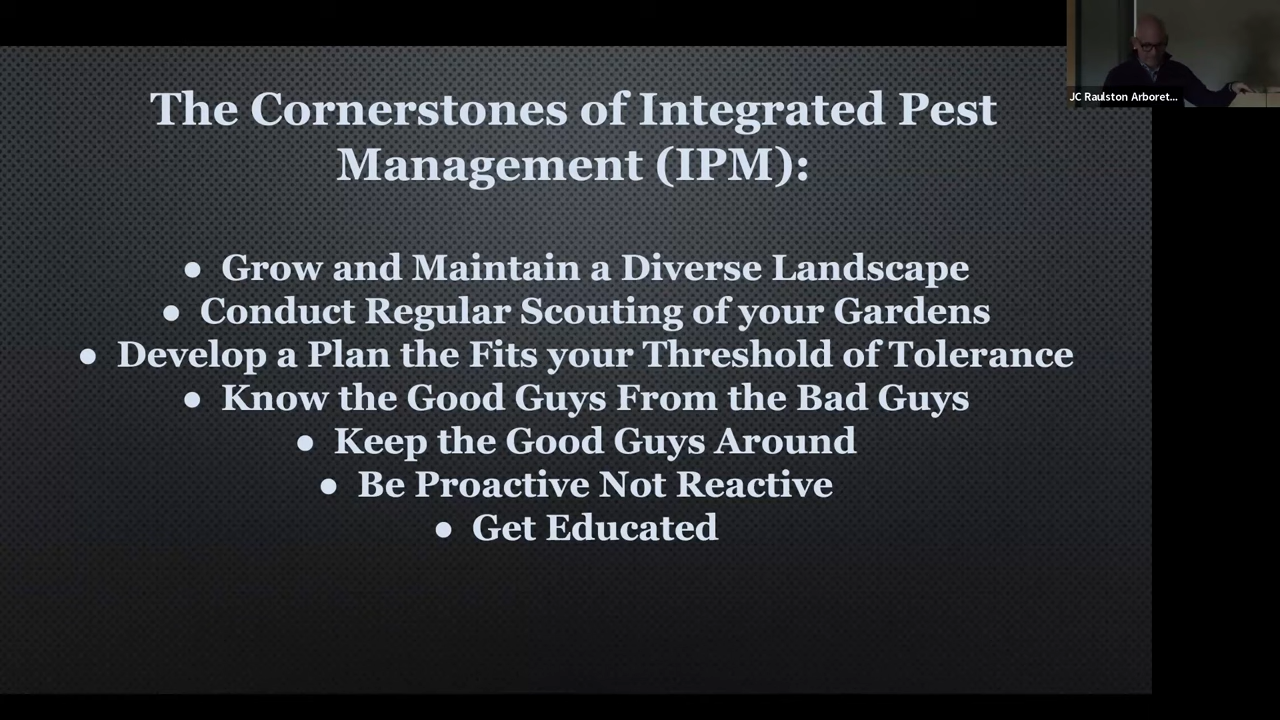 The Cornerstones of Integrated Pest
Management (IPM):
● Grow and Maintain a Diverse Landscape
● Conduct Regular Scouting of your Gardens
● Develop a Plan the Fits your Threshold of Tolerance
● Know the Good Guys From the Bad Guys
● Keep the Good Guys Around
● Be Proactive Not Reactive
● Get Educated
JC Raulston Arboret...